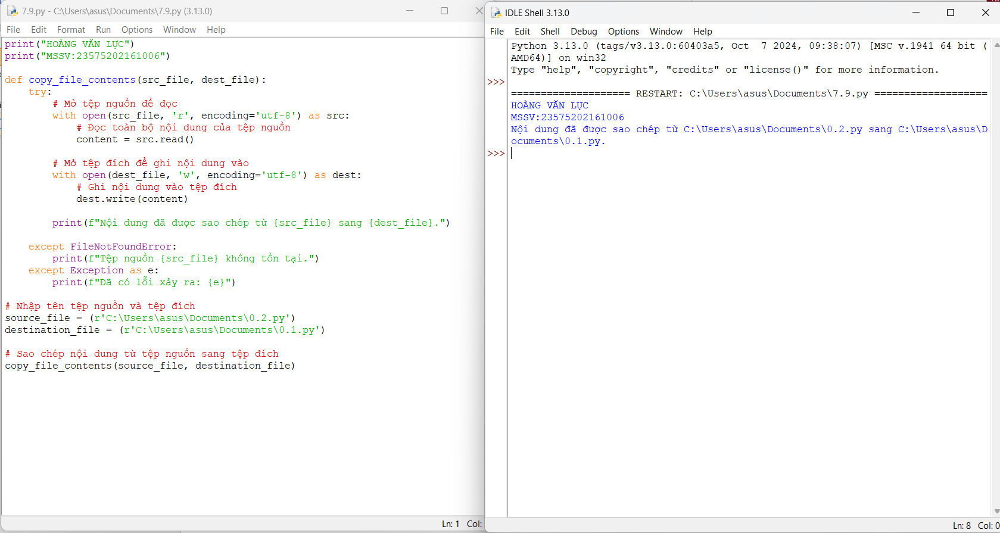 7.9.py - C:\Users\asus\Documents\7.9.py (3.13.0)
File Edit Format Run Options Window Help
print("HOÀNG VĂN LỰC")
print("MSSV:23575202161006")
def copy_file_contents(src_file, dest_file):
try:
# Mở tệp nguồn để đọc
with open(src_file, 'r', encoding='utf-8') as src:
# Đọc toàn bộ nội dung của tệp nguồn
content = src.read()
# Mở tệp đích để ghi nội dung vào
with open(dest_file, 'w', encoding='utf-8') as dest:
# Ghi nội dung vào tệp đích
dest.write(content)
print(f"Nội dung đã được sao chép từ {src_file} sang {dest_file}.")
except FileNotFoundError:
print(f"Tệp nguồn {src_file} không tồn tại.")
except Exception as e:
print(f"Đã có lỗi xảy ra: {e}")
# Nhập tên tệp nguồn và tệp đích
source_file = (r'C:\Users\asus\Documents\0.2.py')
destination_file = (r'C:\Users\asus\Documents\0.1.py')
# Sao chép nội dung từ tệp nguồn sang tệp đích
copy_file_contents(source_file, destination_file)
Ln: 1 Col:
IDLE Shell 3.13.0
File Edit Shell Debug Options Window Help
Python 3.13.0 (tags/v3.13.0:60403a5, Oct  7 2024, 09:38:07) [MSC v.1941 64 bit (
AMD64)] on win32
Type "help", "copyright", "credits" or "license()" for more information.
>>>
==================== RESTART: C:\Users\asus\Documents\7.9.py ===================
HOÀNG VĂN LỰC
MSSV:23575202161006
Nội dung đã được sao chép từ C:\Users\asus\Documents\0.2.py sang C:\Users\asus\D
ocuments\0.1.py.
>>>
Ln: 8 Col: 0